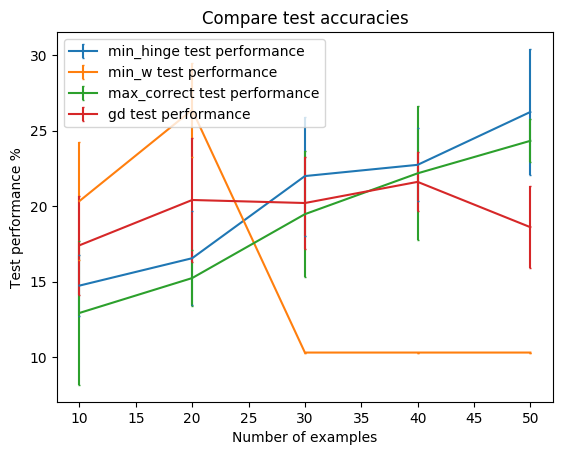 Compare test accuracies
min_hinge test performance
min_w test performance
max_correct test performance
gd test performance
Test performance %
30
25
20
15
10
10 15 20 25 30 35 40 45 50
Number of examples